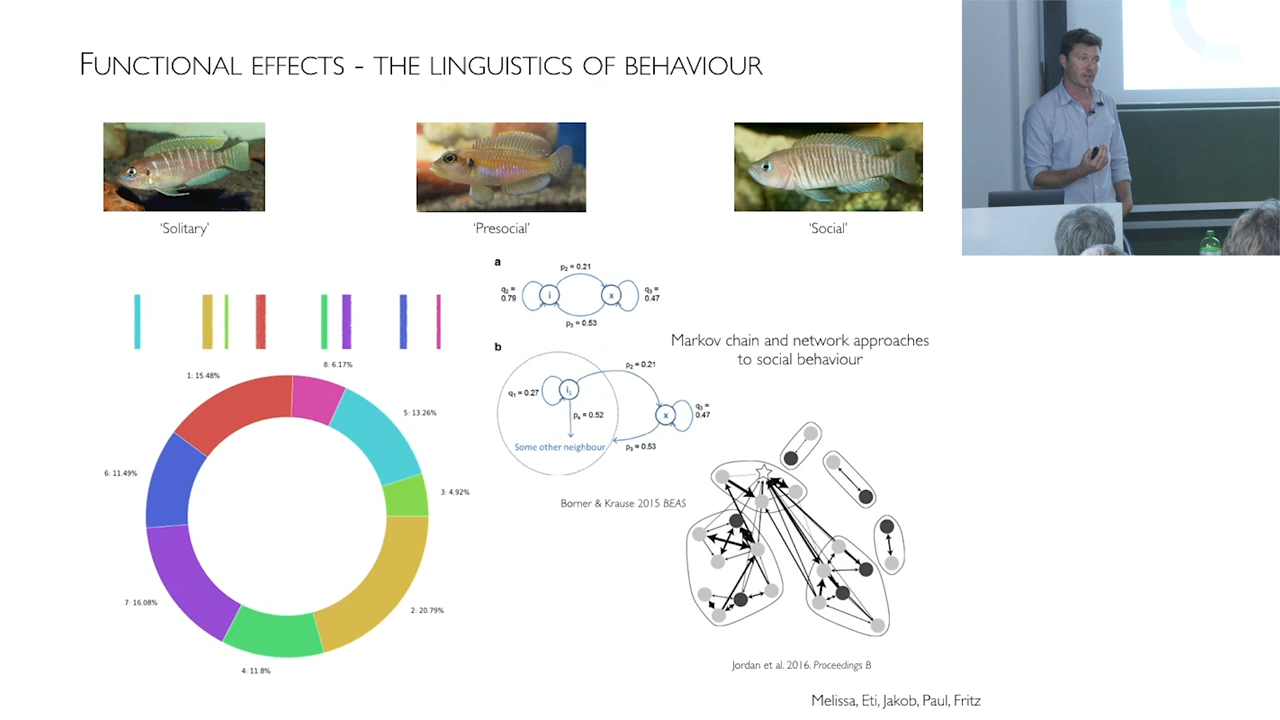 FUNCTIONAL EFFECTS - THE LINGUISTICS OF BEHAVIOUR
'Solitary'
'Presocial'
'Social'
a
p₂ = 0.21
q₂ =
0.79
i
x
q₃ =
0.47
p₃ = 0.53
Markov chain and network approaches
to social behaviour
b
p₂ = 0.21
q₁ = 0.27
i₁
pₐ = 0.52
x
q₃ =
0.47
Some other neighbour
p₃ = 0.53
Borner & Krause 2015 BEAS
8: 6.17%
1: 15.48%
5: 13.26%
6: 11.49%
3: 4.92%
7: 16.08%
2: 20.79%
4: 11.8%
Jordan et al. 2016. Proceedings B
Melissa, Eti, Jakob, Paul, Fritz